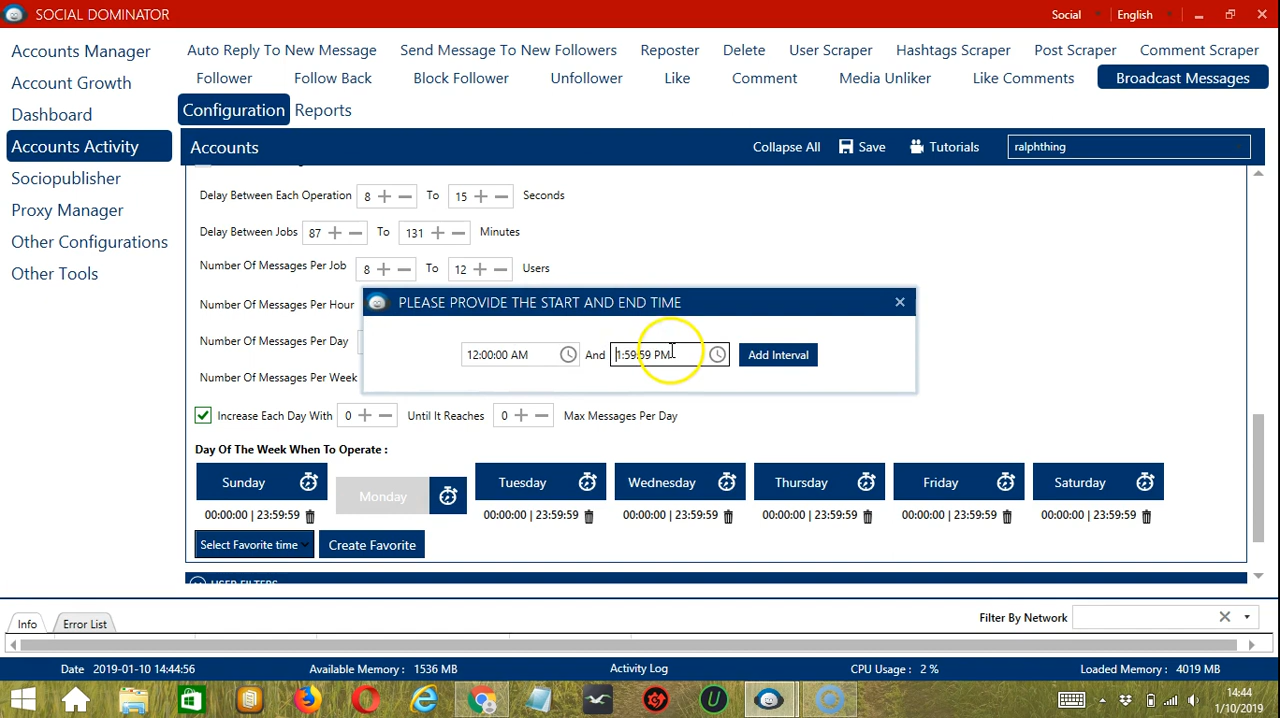 SOCIAL DOMINATOR
Social English
Accounts Manager
Account Growth
Dashboard
Accounts Activity
Sociopublisher
Proxy Manager
Other Configurations
Other Tools
Auto Reply To New Message Send Message To New Followers Reposter Delete User Scraper Hashtags Scraper Post Scraper Comment Scraper
Follower Follow Back Block Follower Unfollower Like Comment Media Unliker Like Comments Broadcast Messages
Configuration Reports
Accounts Collapse All Save Tutorials ralphthing
Delay Between Each Operation 8 To 15 Seconds
Delay Between Jobs 87 To 131 Minutes
Number Of Messages Per Job 8 To 12 Users
Number Of Messages Per Hour
Number Of Messages Per Day
Number Of Messages Per Week
PLEASE PROVIDE THE START AND END TIME
12:00:00 AM And 1:59:59 PM Add Interval
Increase Each Day With 0 Until It Reaches 0 Max Messages Per Day
Day Of The Week When To Operate :
Sunday Monday Tuesday Wednesday Thursday Friday Saturday
00:00:00 | 23:59:59 00:00:00 | 23:59:59 00:00:00 | 23:59:59 00:00:00 | 23:59:59 00:00:00 | 23:59:59 00:00:00 | 23:59:59
Select Favorite time Create Favorite
USER FILTERS
Info Error List Filter By Network
Date 2019-01-10 14:44:56 Available Memory : 1536 MB Activity Log CPU Usage : 2 % Loaded Memory : 4019 MB
14:44
1/10/2019